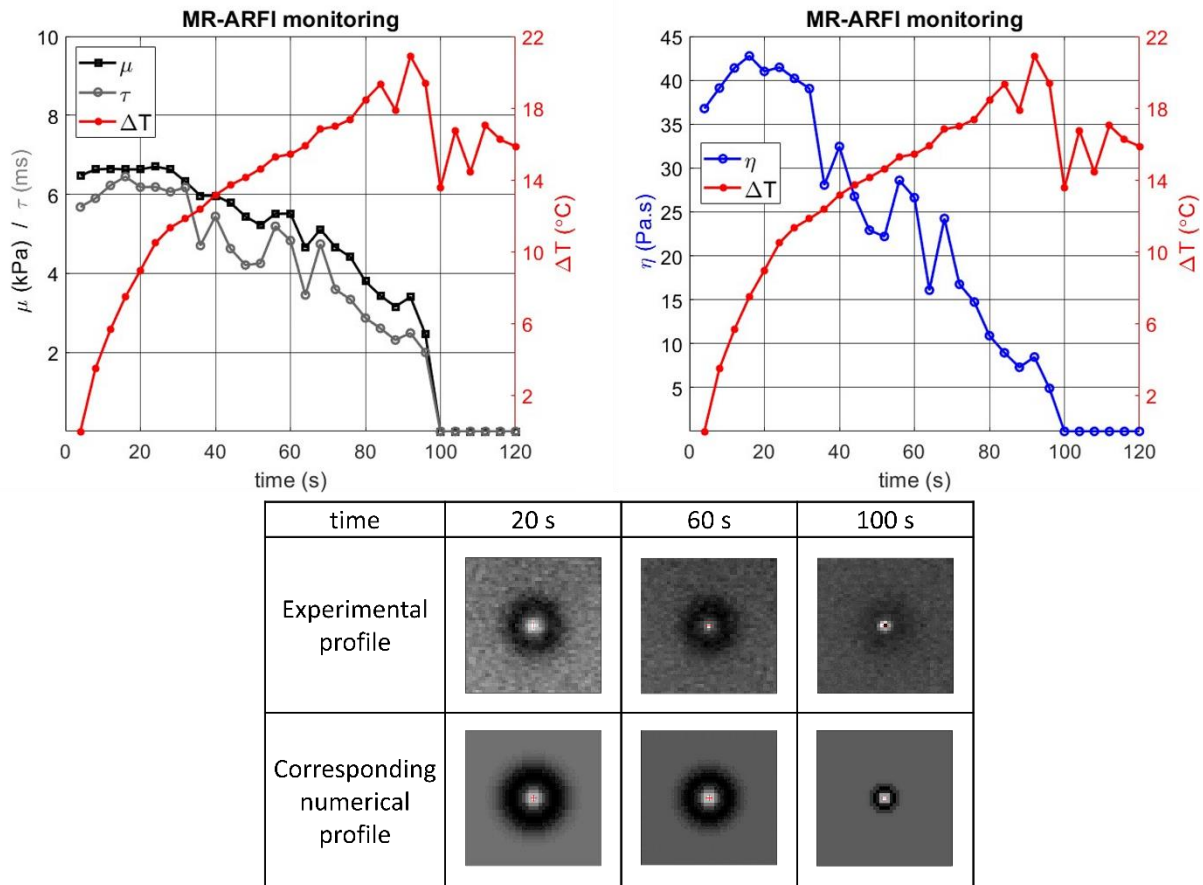 MR-ARFI monitoring
10
8
6
4
2
μ (kPa) / τ (ms)
μ
τ
ΔT
22
18
14
10
6
2
ΔT (°C)
0 20 40 60 80 100 120
time (s)
MR-ARFI monitoring
45
40
35
30
25
20
15
10
5
η (Pa.s)
η
ΔT
22
18
14
10
6
2
ΔT (°C)
0 20 40 60 80 100 120
time (s)
time 20 s 60 s 100 s
Experimental
profile
Corresponding
numerical
profile